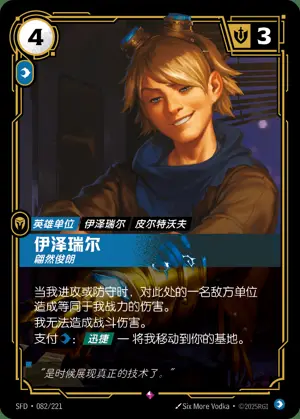 4
3
英雄单位 伊泽瑞尔 皮尔特沃夫
伊泽瑞尔
翩然俊朗
当我进攻或防守时，对此处的一名敌方单位
造成等同于我战力的伤害。
我无法造成战斗伤害。
支付：迅捷 — 将我移动到你的基地。
“是时候展现真正的技术了。”
SFD • 082/221
Six More Vodka • ©2025RGI